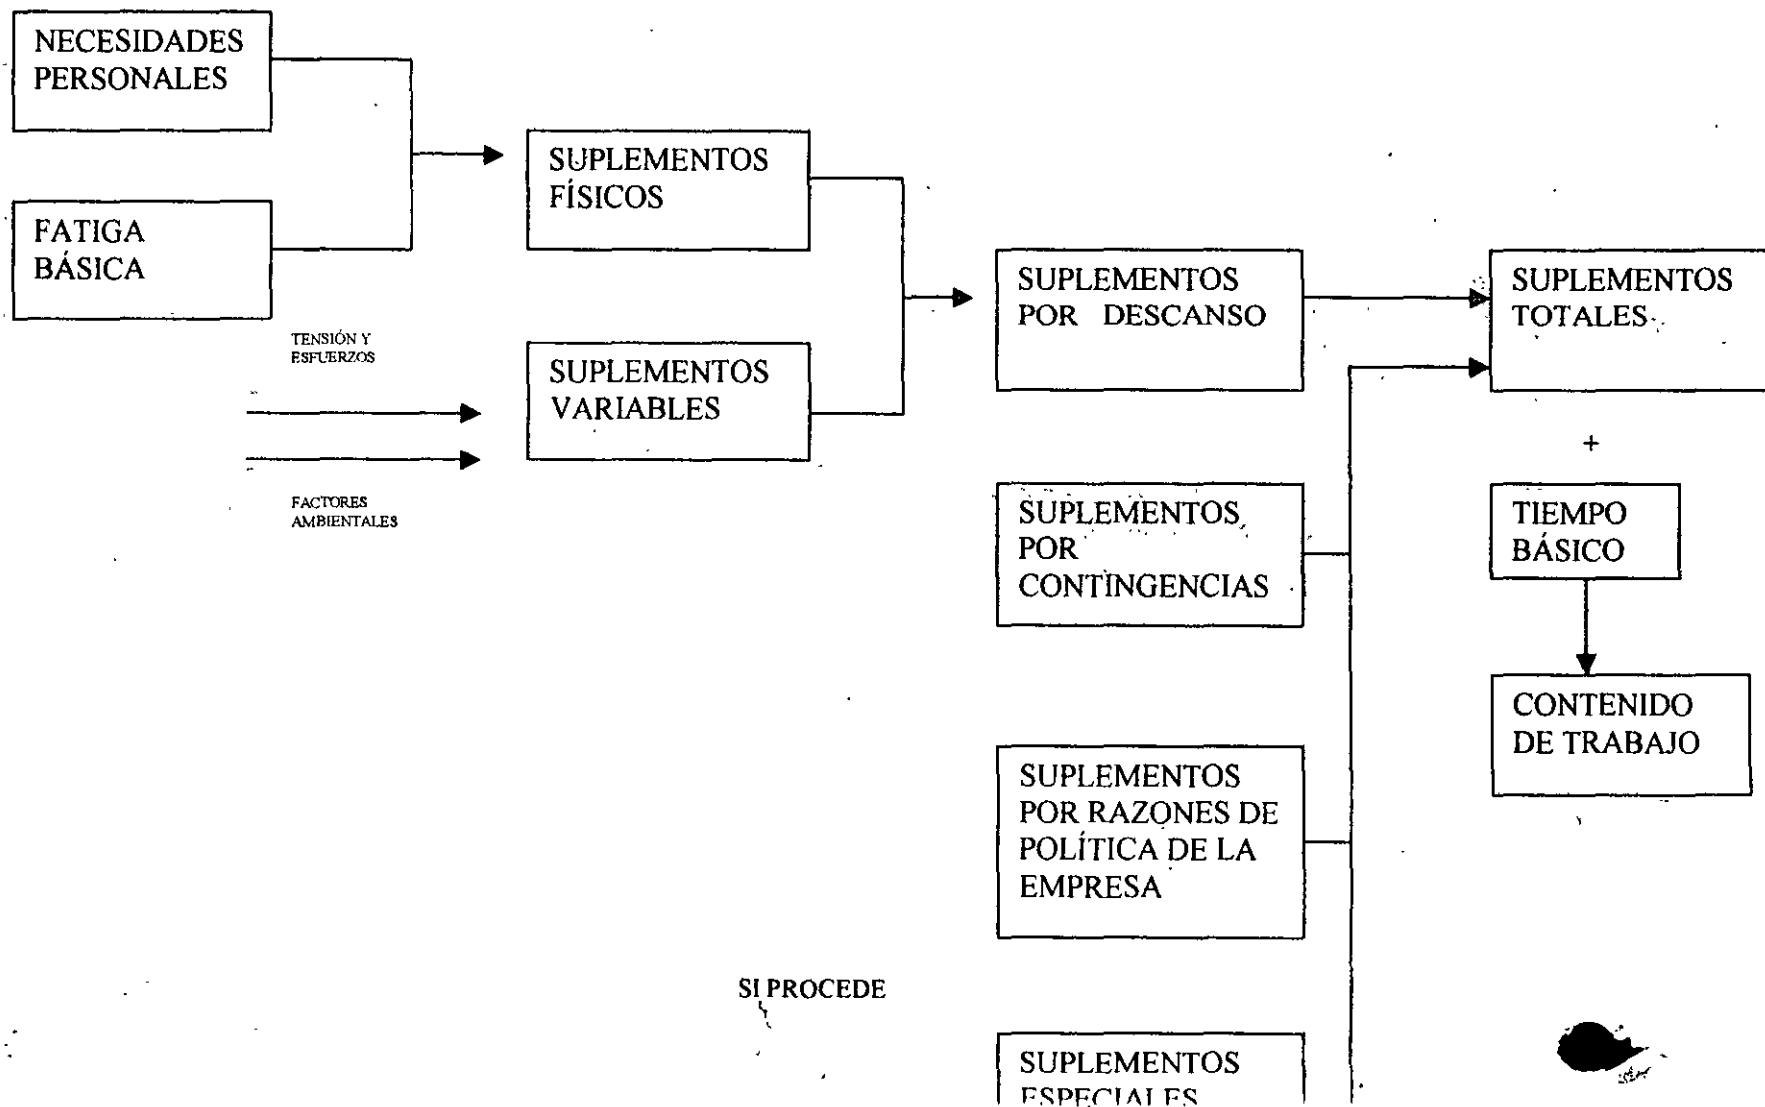 NECESIDADES
PERSONALES
FATIGA
BÁSICA
TENSIÓN Y
ESFUERZOS
FACTORES
AMBIENTALES
SUPLEMENTOS
FÍSICOS
SUPLEMENTOS
VARIABLES
SUPLEMENTOS
POR DESCANSO
SUPLEMENTOS
POR
CONTINGENCIAS
SUPLEMENTOS
POR RAZONES DE
POLÍTICA DE LA
EMPRESA
SI PROCEDE
SUPLEMENTOS
ESPECIALES
SUPLEMENTOS
TOTALES
+
TIEMPO
BÁSICO
CONTENIDO
DE TRABAJO